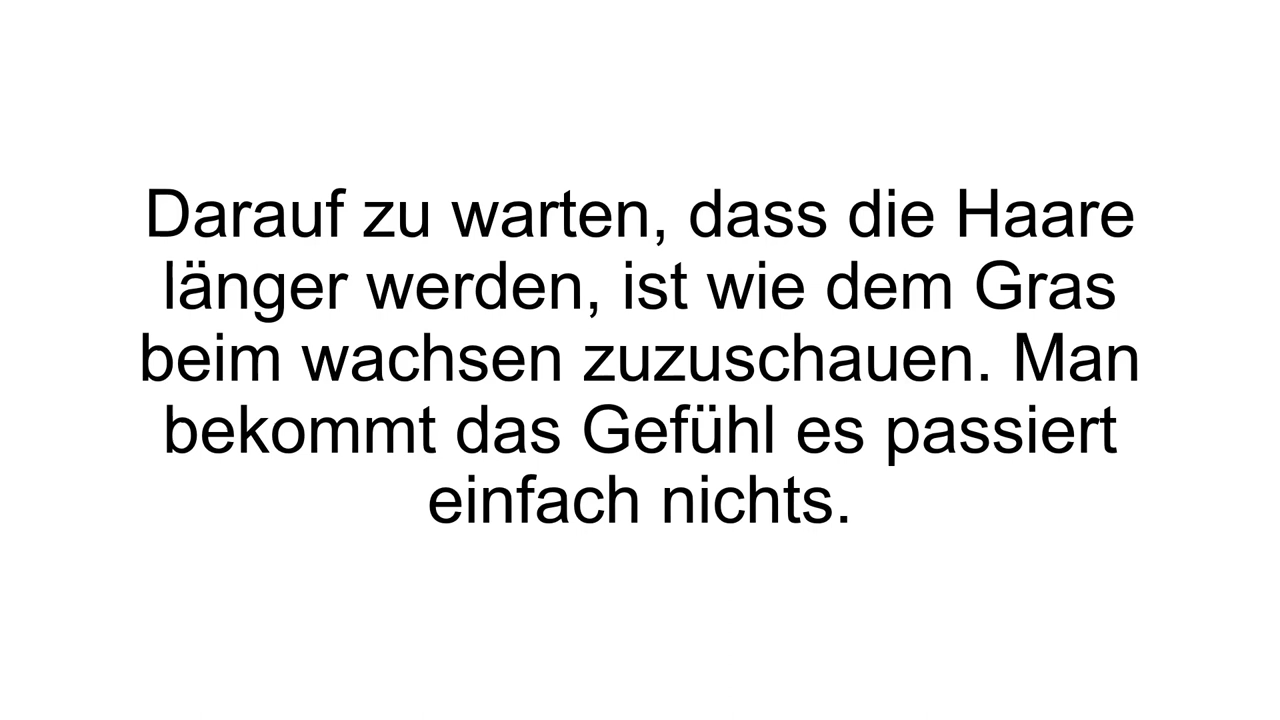 Darauf zu warten, dass die Haare
länger werden, ist wie dem Gras
beim wachsen zuzuschauen. Man
bekommt das Gefühl es passiert
einfach nichts.